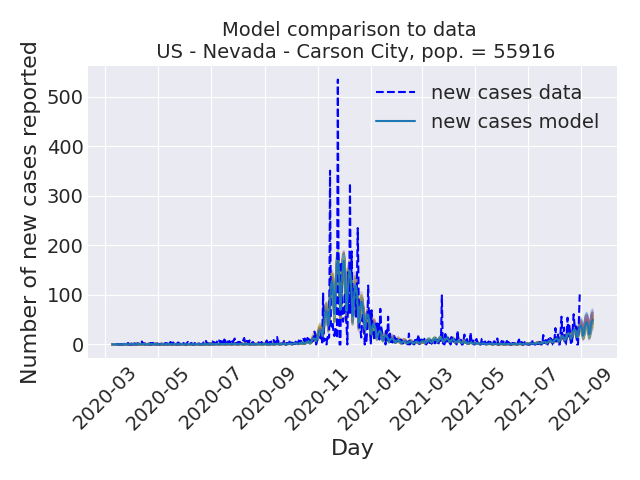 Model comparison to data
US - Nevada - Carson City, pop. = 55916
Number of new cases reported
500
400
300
200
100
0
new cases data
new cases model
2020-03
2020-05
2020-07
2020-09
2020-11
2021-01
2021-03
2021-05
2021-07
2021-09
Day